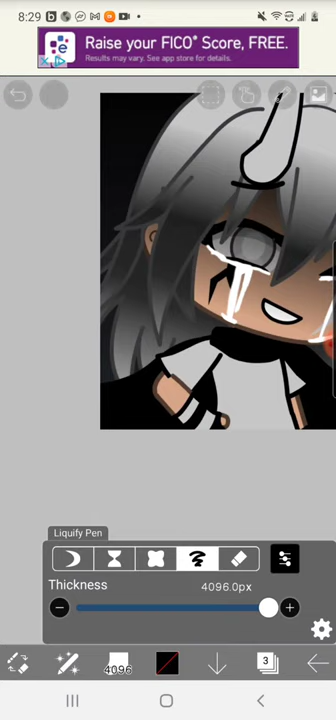 8:29
Raise your FICO® Score, FREE.
Results may vary. See app store for details.
Liquify Pen
Thickness
4096.0px
4096
3